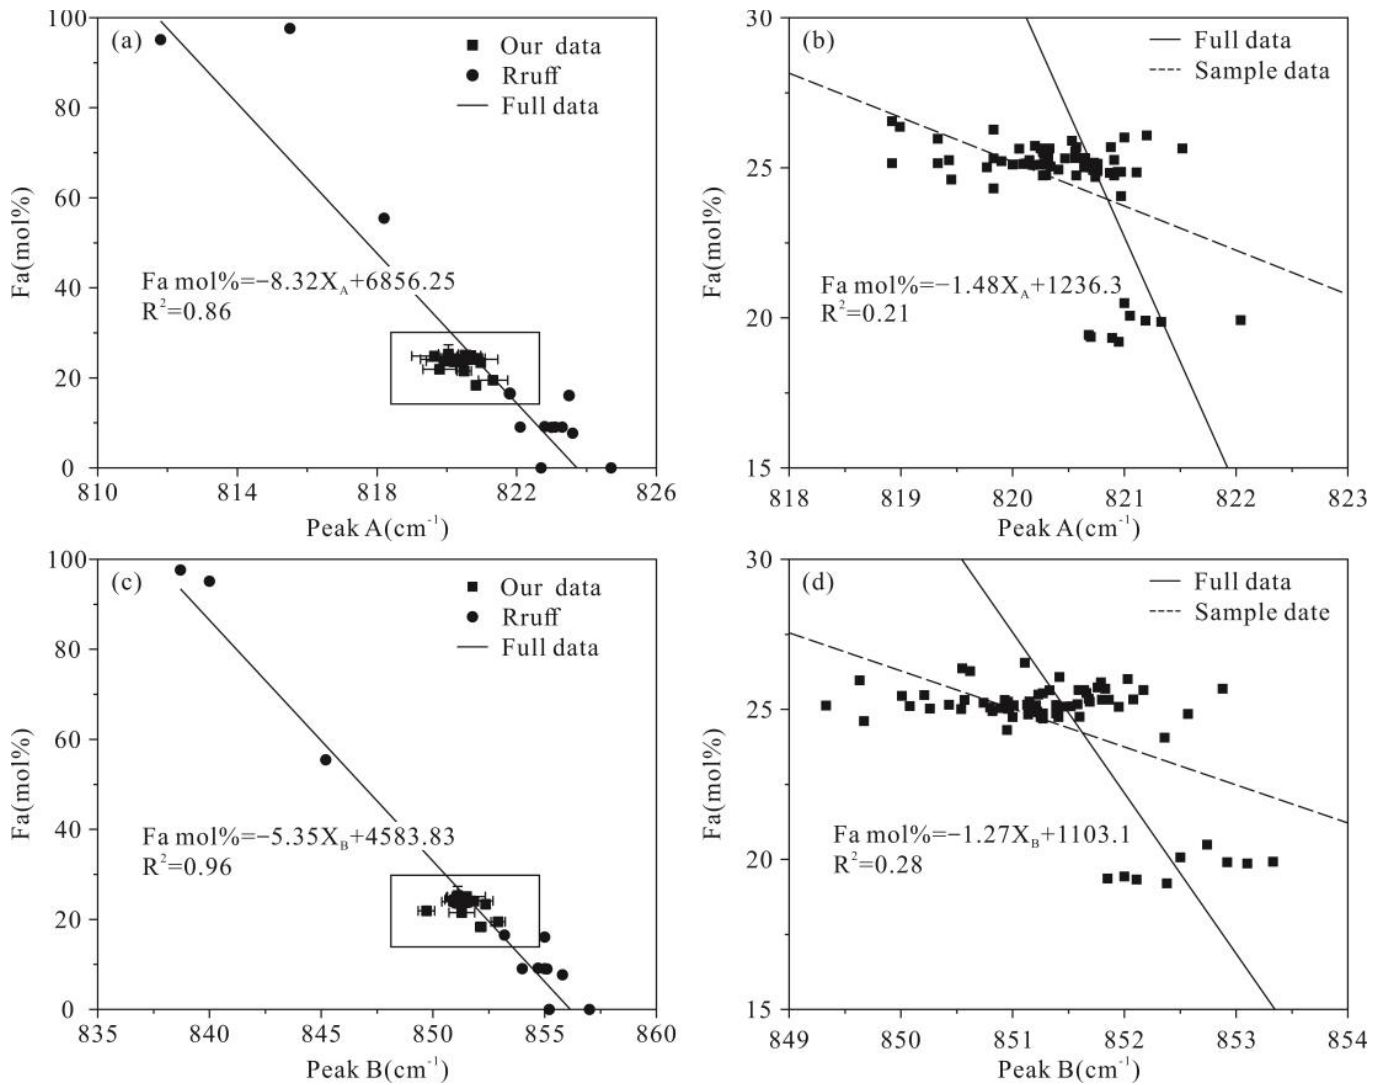 (a)
Our data
Rruff
Full data
Fa mol%=−8.32X_A+6856.25
R²=0.86
Fa(mol%)
100
80
60
40
20
0
810
814
818
822
826
Peak A(cm⁻¹)
(b)
Full data
Sample data
Fa mol%=−1.48X_A+1236.3
R²=0.21
Fa(mol%)
30
25
20
15
818
819
820
821
822
823
Peak A(cm⁻¹)
(c)
Our data
Rruff
Full data
Fa mol%=−5.35X_B+4583.83
R²=0.96
Fa(mol%)
100
80
60
40
20
0
835
840
845
850
855
860
Peak B(cm⁻¹)
(d)
Full data
Sample date
Fa mol%=−1.27X_B+1103.1
R²=0.28
Fa(mol%)
30
25
20
15
849
850
851
852
853
854
Peak B(cm⁻¹)